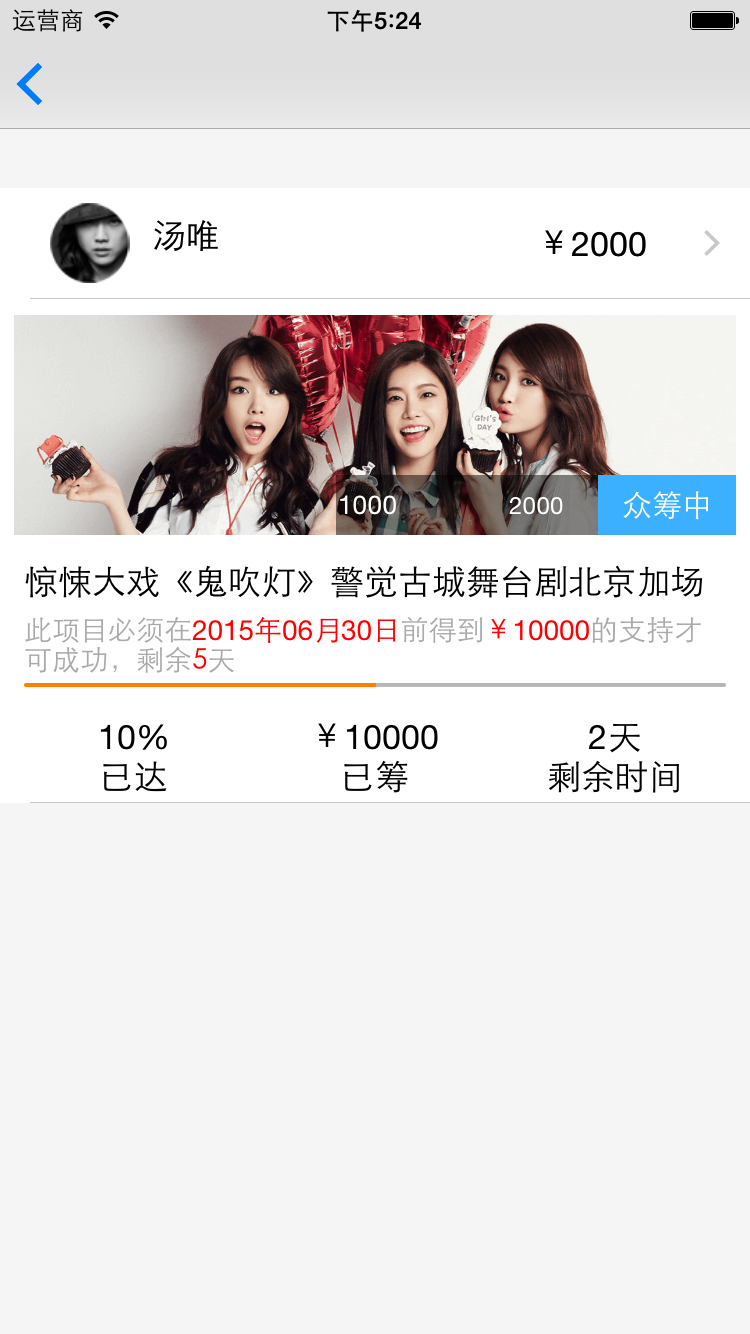 运营商 下午5:24
汤唯 ￥2000
Girl's
DAY
1000 2000 众筹中
惊悚大戏《鬼吹灯》警觉古城舞台剧北京加场
此项目必须在2015年06月30日前得到￥10000的支持才
可成功，剩余5天
10% ￥10000 2天
已达 已筹 剩余时间